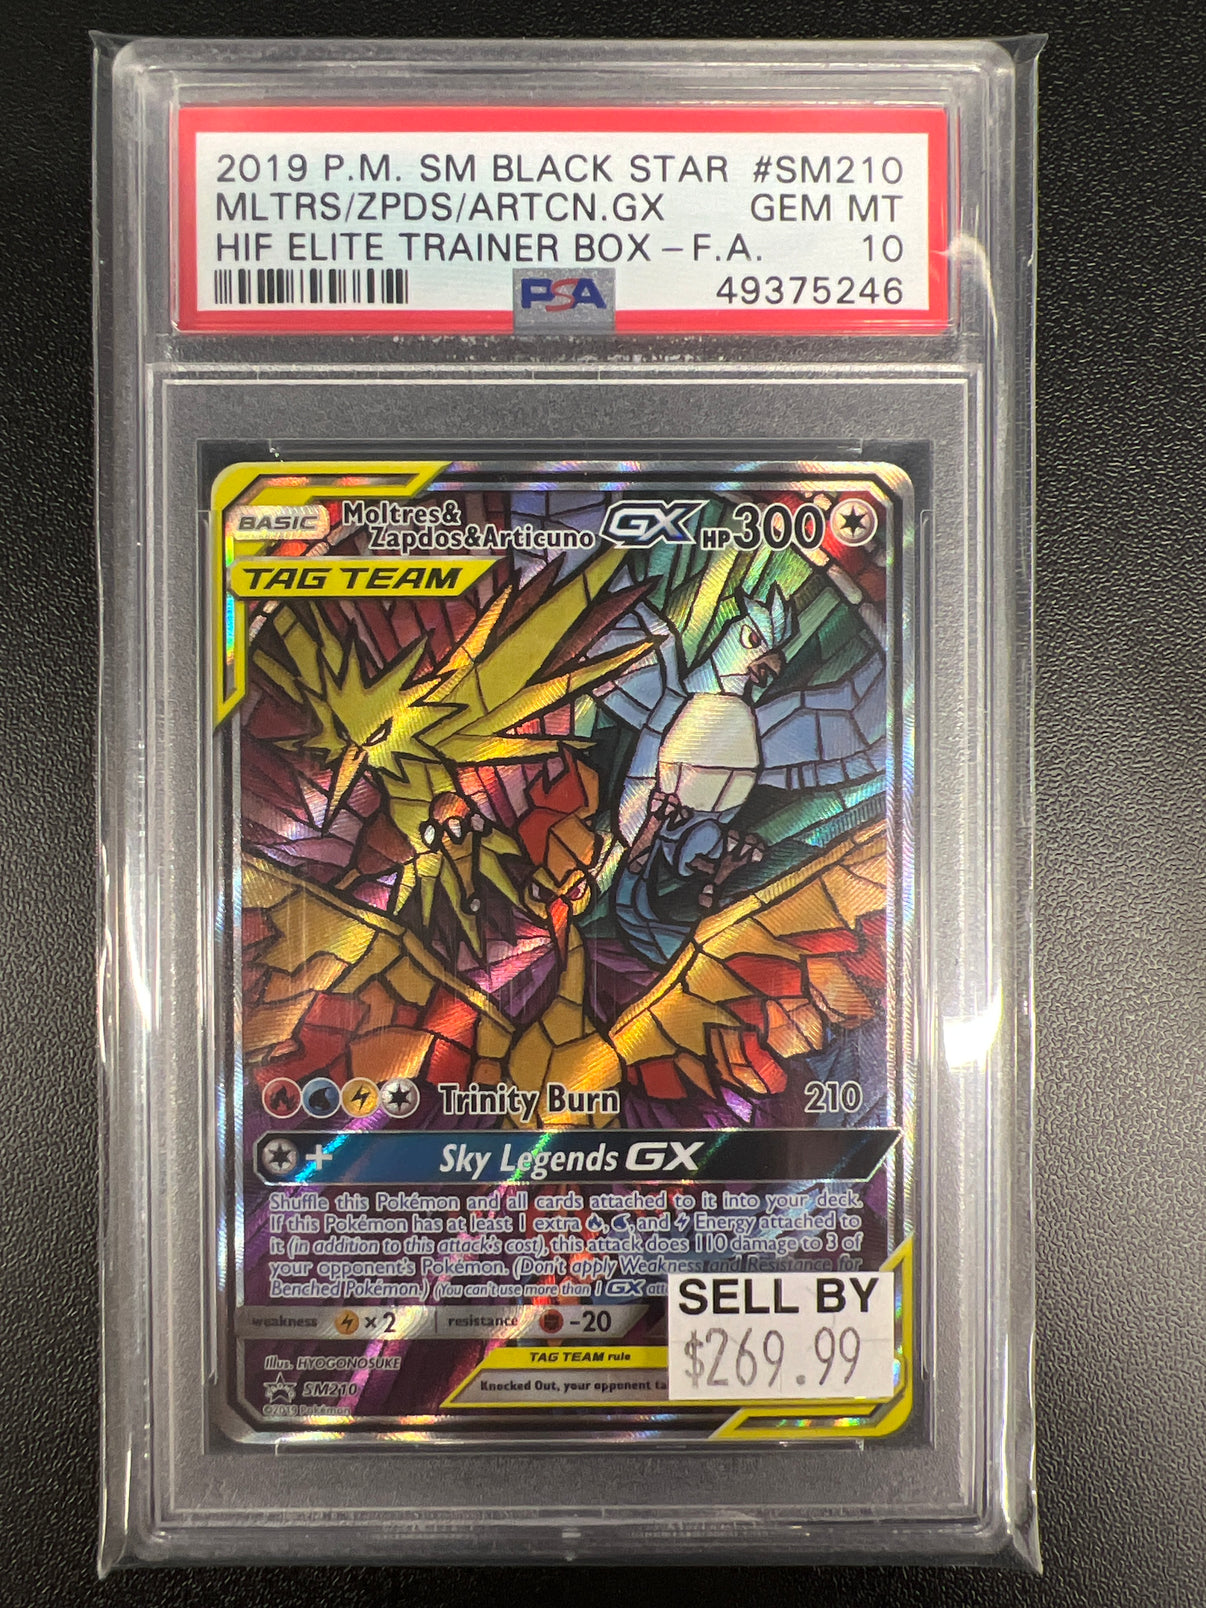 2019 P.M. SM BLACK STAR #SM210
MLTRS/ZPDS/ARTCN.GX GEM MT
HIF ELITE TRAINER BOX - F.A. 10
PSA 49375246
BASIC Moltres&
Zapdos&Articuno GX HP 300
TAG TEAM
Trinity Burn 210
+ Sky Legends GX
Shuffle this Pokémon and all cards attached to it into your deck.
If this Pokémon has at least 1 extra , , and Energy attached to
it (in addition to this attack's cost), this attack does 110 damage to 3 of
your opponent's Pokémon. (Don't apply Weakness and Resistance for
Benched Pokémon.) (You can't use more than 1 GX
weakness ×2 resistance -20
SELL BY
$269.99
TAG TEAM rule
Knocked Out, your opponent
Illus. HYOGONOSUKE
SM210
©2019 Pokémon